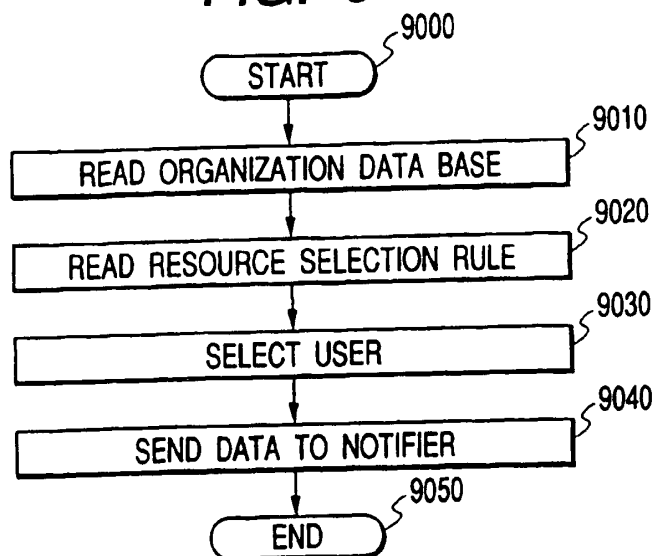 9000
START
9010
READ ORGANIZATION DATA BASE
9020
READ RESOURCE SELECTION RULE
9030
SELECT USER
9040
SEND DATA TO NOTIFIER
9050
END